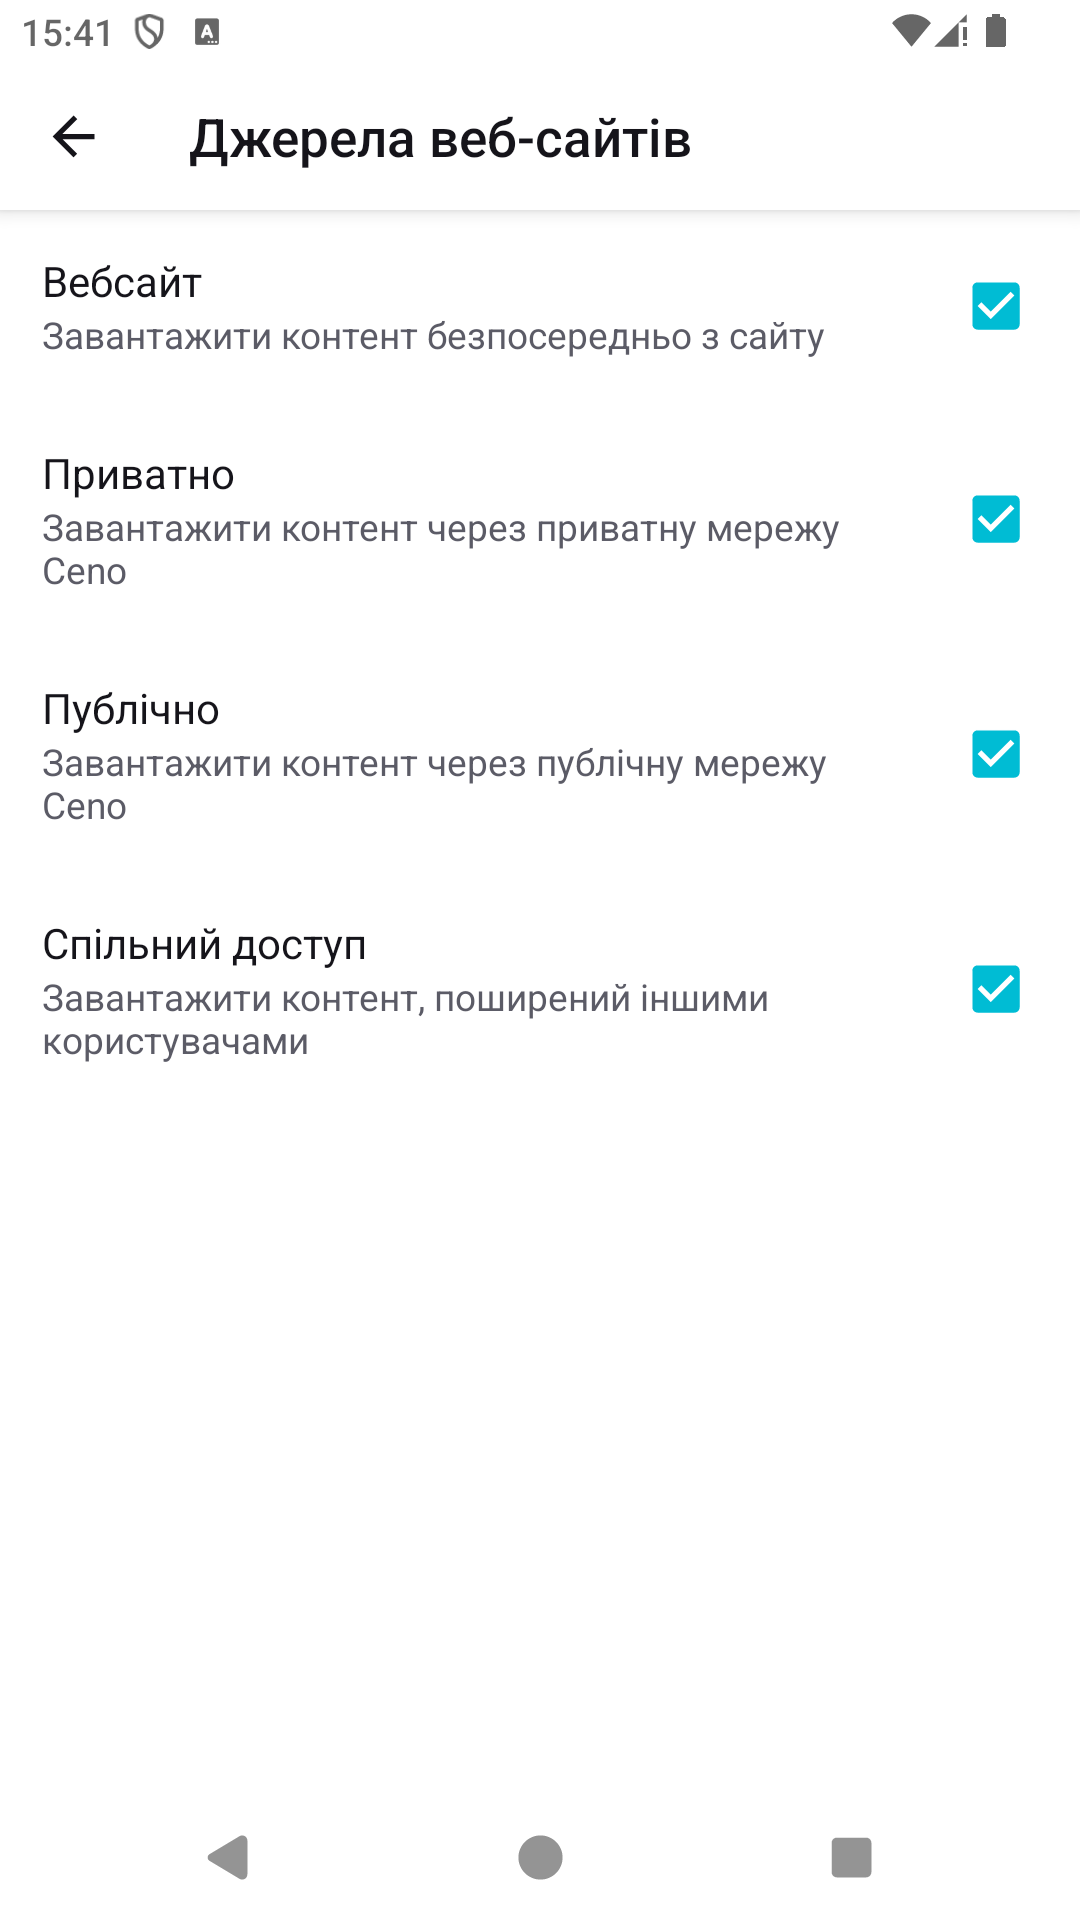 15:41
Джерела веб-сайтів
Вебсайт
Завантажити контент безпосередньо з сайту
Приватно
Завантажити контент через приватну мережу
Ceno
Публічно
Завантажити контент через публічну мережу
Ceno
Спільний доступ
Завантажити контент, поширений іншими
користувачами